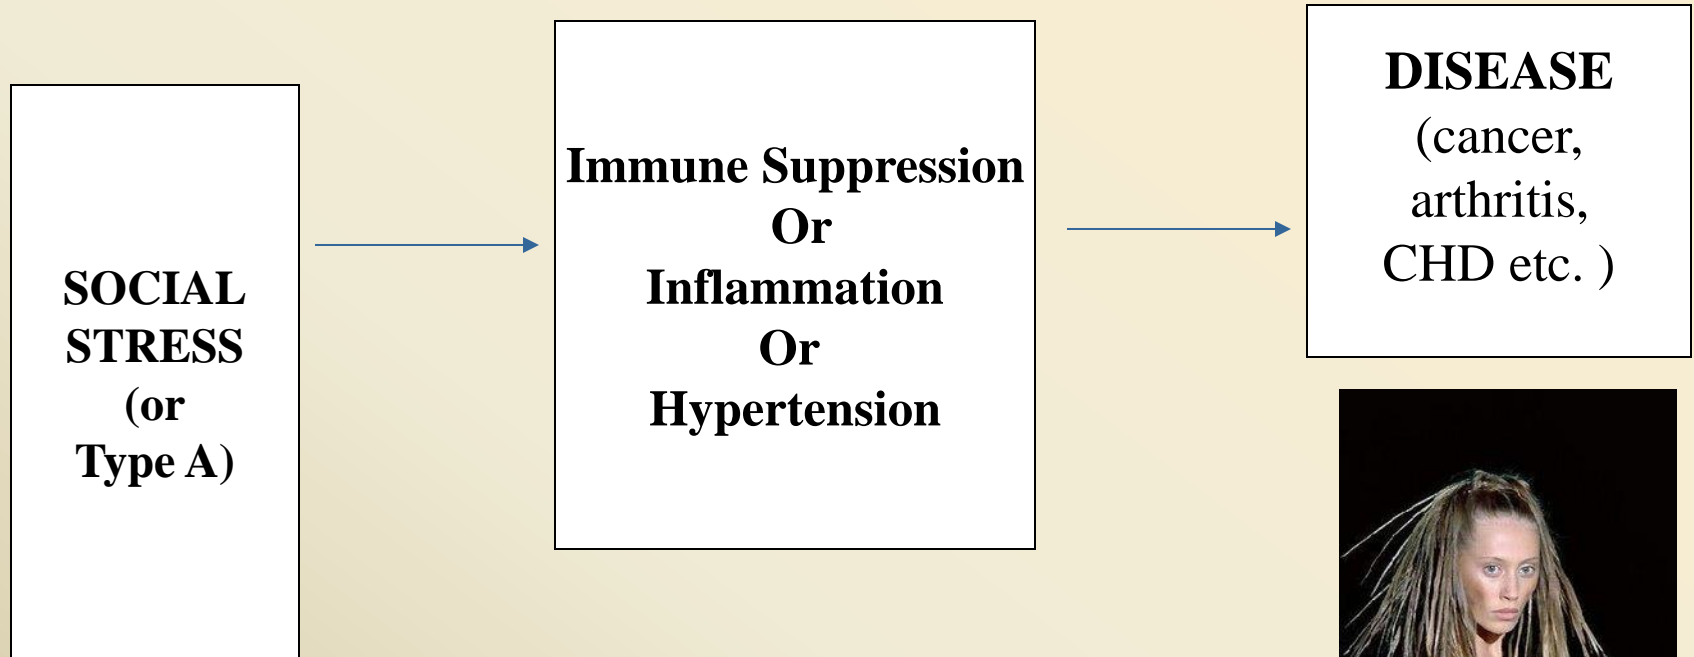 SOCIAL
STRESS
(or
Type A)
Immune Suppression
Or
Inflammation
Or
Hypertension
DISEASE
(cancer,
arthritis,
CHD etc. )